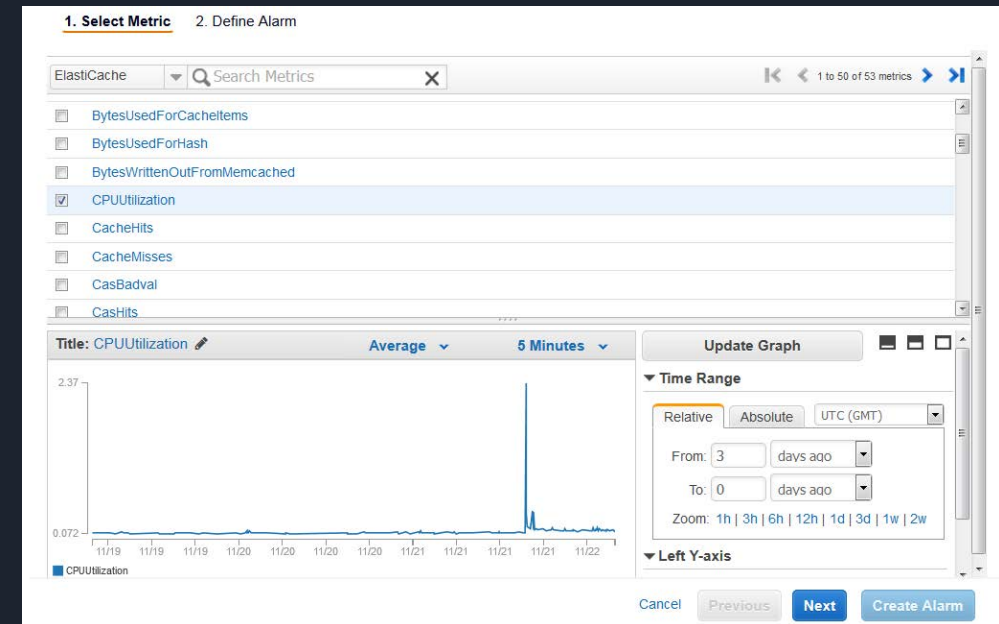 1. Select Metric 2. Define Alarm
ElastiCache Search Metrics 1 to 50 of 53 metrics
BytesUsedForCacheItems
BytesUsedForHash
BytesWrittenOutFromMemcached
CPUUtilization
CacheHits
CacheMisses
CasBadval
CasHits
Title: CPUUtilization Average 5 Minutes
2.37
0.072
11/19 11/19 11/19 11/20 11/20 11/20 11/20 11/21 11/21 11/21 11/21 11/22
CPUUtilization
Update Graph
Time Range
Relative Absolute UTC (GMT)
From: 3 days ago
To: 0 days ago
Zoom: 1h | 3h | 6h | 12h | 1d | 3d | 1w | 2w
Left Y-axis
Cancel Previous Next Create Alarm